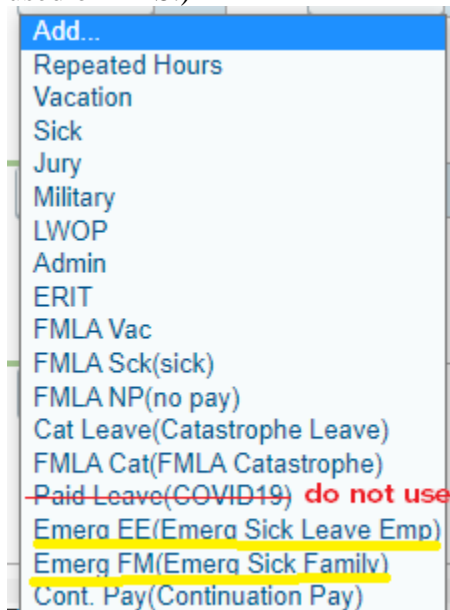 Add...
Repeated Hours
Vacation
Sick
Jury
Military
LWOP
Admin
ERIT
FMLA Vac
FMLA Sck(sick)
FMLA NP(no pay)
Cat Leave(Catastrophe Leave)
FMLA Cat(FMLA Catastrophe)
Paid Leave(COVID19) do not use
Emerg EE(Emerg Sick Leave Emp)
Emerg FM(Emerg Sick Family)
Cont. Pay(Continuation Pay)